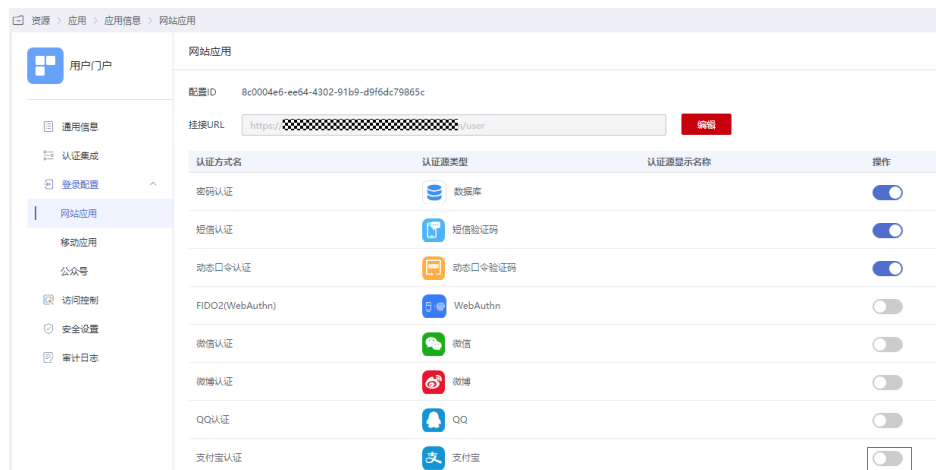 资源 > 应用 > 应用信息 > 网站应用
用户门户
通用信息
认证集成
登录配置
网站应用
移动应用
公众号
访问控制
安全设置
审计日志
网站应用
配置ID 8c0004e6-ee64-4302-91b9-d9f6dc79865c
挂接URL https:/ /user 编辑
认证方式名 认证源类型 认证源显示名称 操作
密码认证 数据库
短信认证 短信验证码
动态口令认证 动态口令验证码
FIDO2(WebAuthn) WebAuthn
微信认证 微信
微博认证 微博
QQ认证 QQ
支付宝认证 支 支付宝